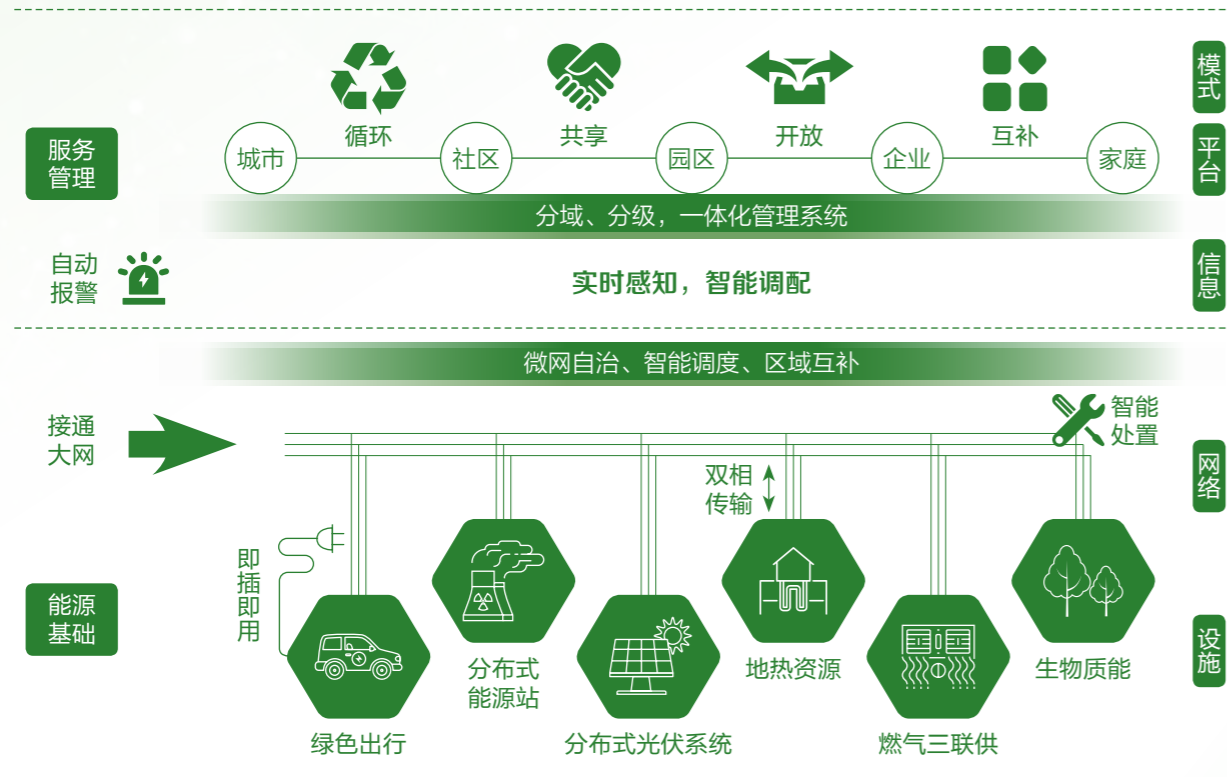 模式
循环
共享
开放
互补
服务
管理
城市
社区
园区
企业
家庭
平台
分域、分级，一体化管理系统
自动
报警
实时感知，智能调配
信息
微网自治、智能调度、区域互补
接通
大网
智能
处置
双相
传输
网络
即插即用
能源
基础
分布式
能源站
地热资源
生物质能
设施
绿色出行
分布式光伏系统
燃气三联供